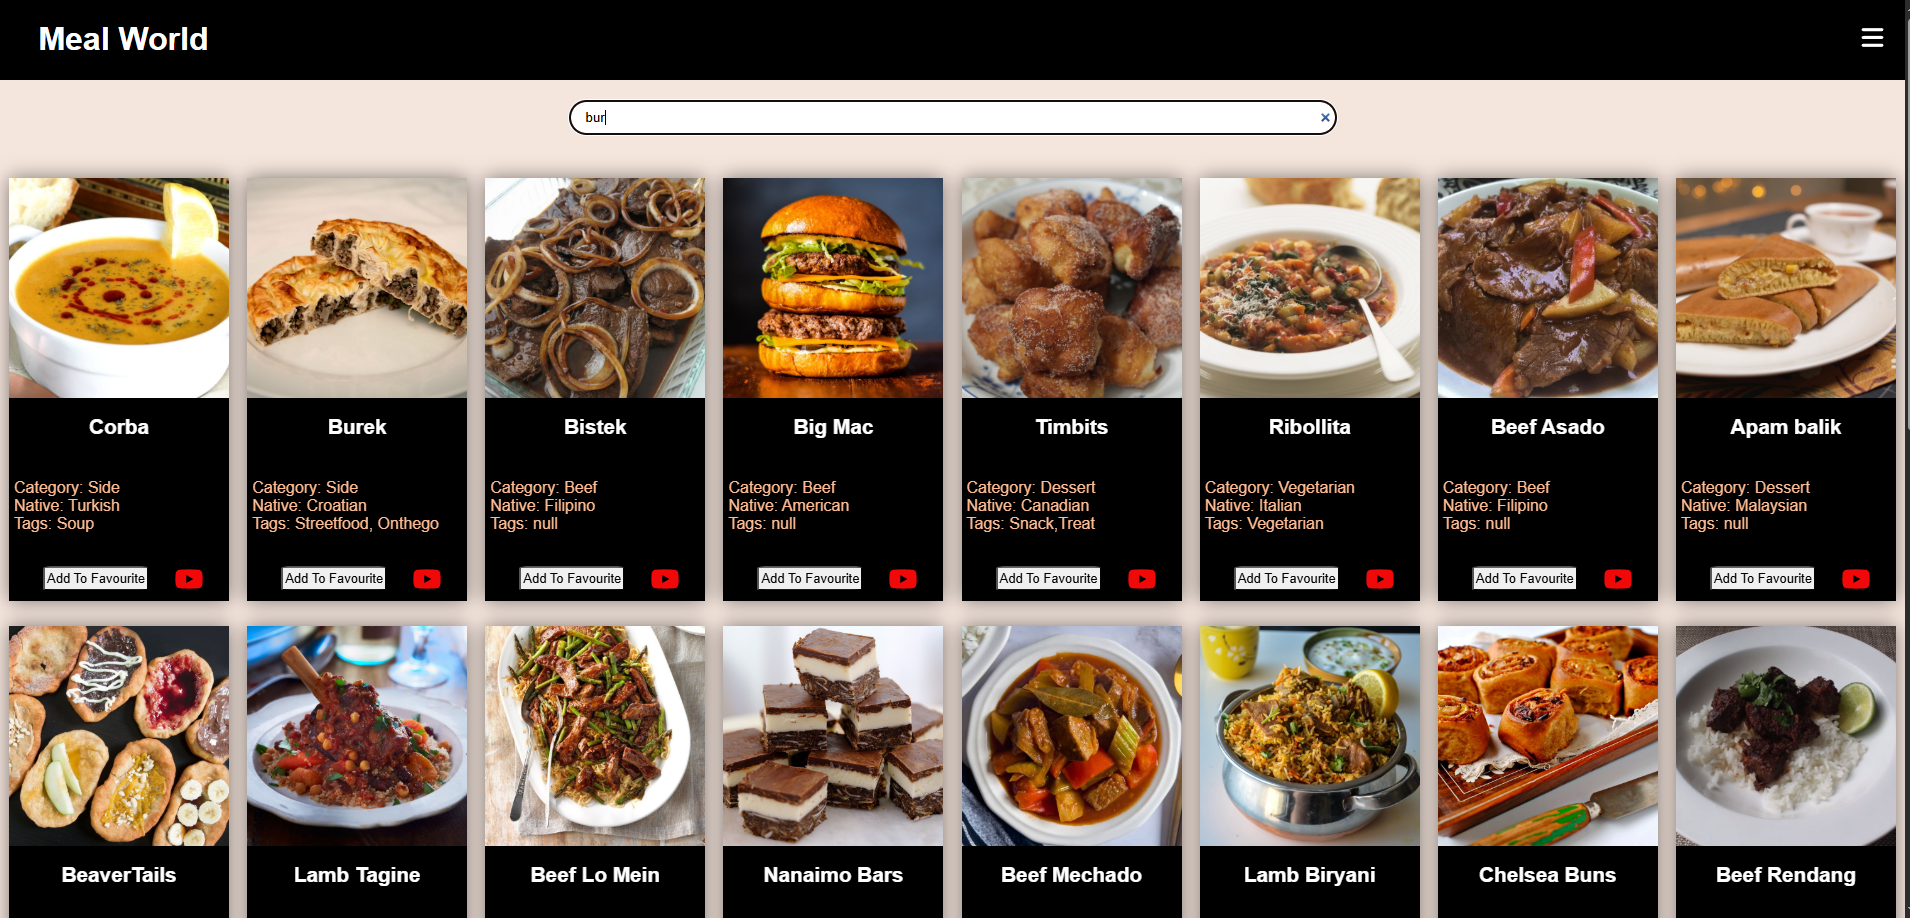 Meal World
bur
Corba
Category: Side
Native: Turkish
Tags: Soup
Add To Favourite
Burek
Category: Side
Native: Croatian
Tags: Streetfood, Onthego
Add To Favourite
Bistek
Category: Beef
Native: Filipino
Tags: null
Add To Favourite
Big Mac
Category: Beef
Native: American
Tags: null
Add To Favourite
Timbits
Category: Dessert
Native: Canadian
Tags: Snack,Treat
Add To Favourite
Ribollita
Category: Vegetarian
Native: Italian
Tags: Vegetarian
Add To Favourite
Beef Asado
Category: Beef
Native: Filipino
Tags: null
Add To Favourite
Apam balik
Category: Dessert
Native: Malaysian
Tags: null
Add To Favourite
BeaverTails
Lamb Tagine
Beef Lo Mein
Nanaimo Bars
Beef Mechado
Lamb Biryani
Chelsea Buns
Beef Rendang